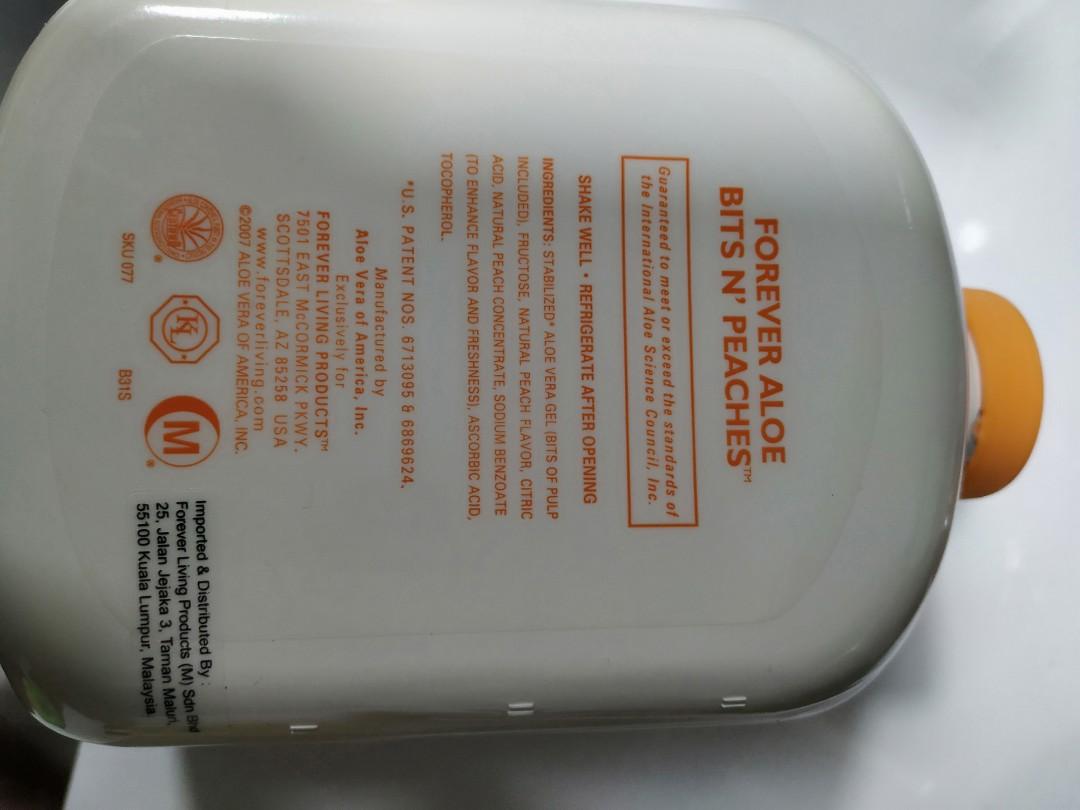 FOREVER ALOE
BITS N' PEACHES™
Guaranteed to meet or exceed the standards of
the International Aloe Science Council, Inc.
SHAKE WELL • REFRIGERATE AFTER OPENING
INGREDIENTS: STABILIZED* ALOE VERA GEL (BITS OF PULP
INCLUDED), FRUCTOSE, NATURAL PEACH FLAVOR, CITRIC
ACID, NATURAL PEACH CONCENTRATE, SODIUM BENZOATE
(TO ENHANCE FLAVOR AND FRESHNESS), ASCORBIC ACID,
TOCOPHEROL.
*U.S. PATENT NOS. 6713095 & 6869624.
Manufactured by
Aloe Vera of America, Inc.
Exclusively for
FOREVER LIVING PRODUCTS™
7501 EAST McCORMICK PKWY.
SCOTTSDALE, AZ 85258 USA
www.foreverliving.com
©2007 ALOE VERA OF AMERICA, INC.
®
K
M®
SKU 077
B31S
Imported & Distributed By :
Forever Living Products (M) Sdn Bhd
25, Jalan Jejaka 3, Taman Maluri,
55100 Kuala Lumpur, Malaysia.